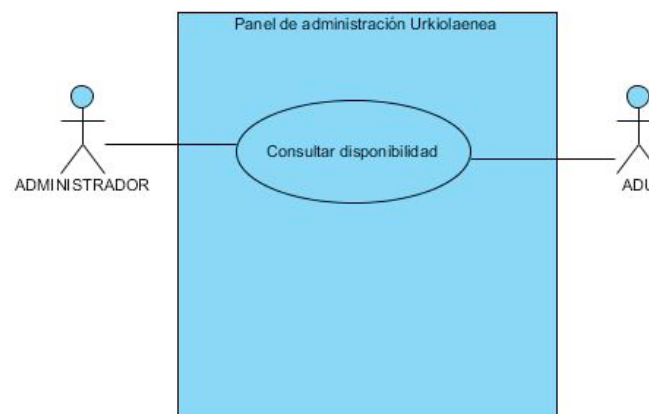 Panel de administración Urkiolaenea
Consultar disponibilidad
ADMINISTRADOR